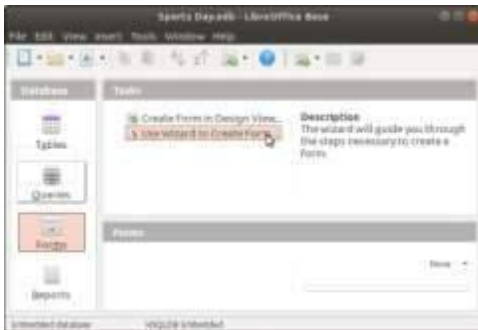 Sports Day.odb - LibreOffice Base
File Edit View Insert Tools Window Help
Database
Tasks
Tables
Queries
Forms
Reports
Create Form in Design View...
Use Wizard to Create Form...
Description
The wizard will guide you through
the steps necessary to create a
form.
Forms
None
Embedded database
HSQLDB Embedded